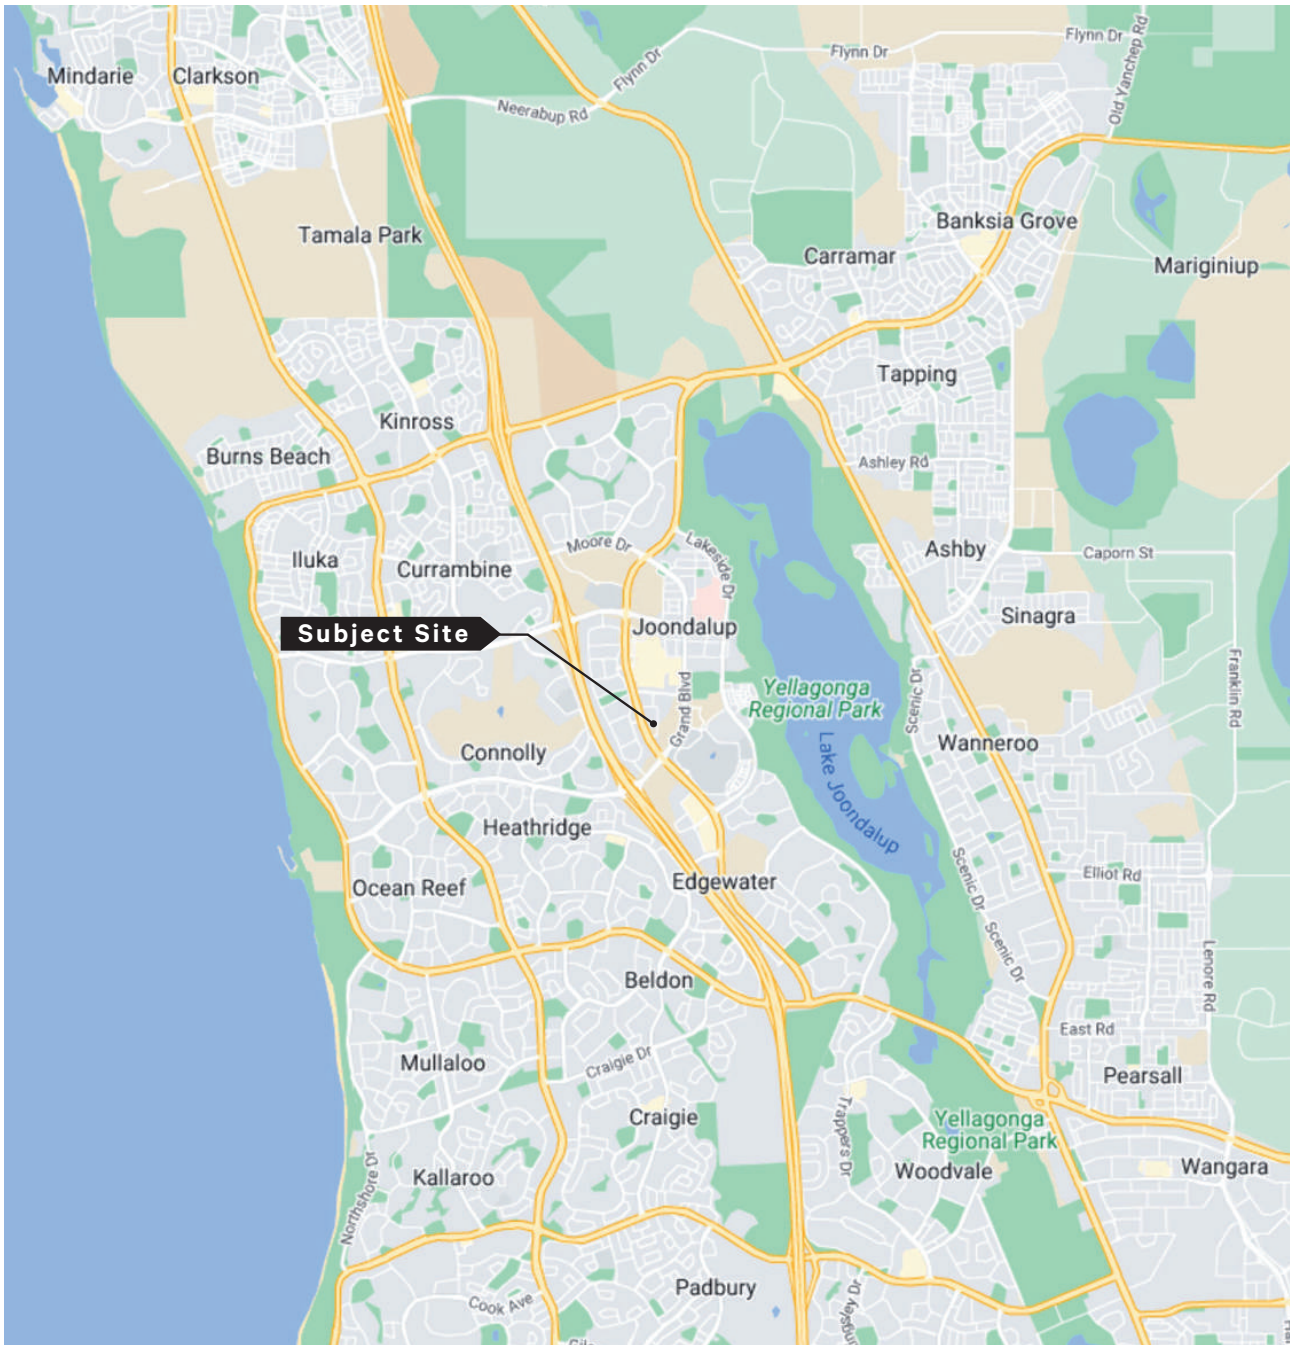 Flynn Dr
Flynn Dr
Flynn Dr
Old Yanchep Rd
Mindarie
Clarkson
Neerabup Rd
Banksia Grove
Tamala Park
Carramar
Mariginiup
Tapping
Kinross
Burns Beach
Ashley Rd
Moore Dr
Lakeside Dr
Iluka
Currambine
Ashby
Caporn St
Sinagra
Subject Site
Joondalup
Grand Blvd
Yellagonga
Regional Park
Scenic Dr
Franklin Rd
Connolly
Wanneroo
Lake Joondalup
Heathridge
Ocean Reef
Edgewater
Scenic Dr
Elliot Rd
Scenic Dr
Lenore Rd
Beldon
East Rd
Mullaloo
Craigie Dr
Pearsall
Craigie
Trappers Dr
Yellagonga
Regional Park
Northshore Dr
Kallaroo
Woodvale
Wangara
Padbury
Cook Ave